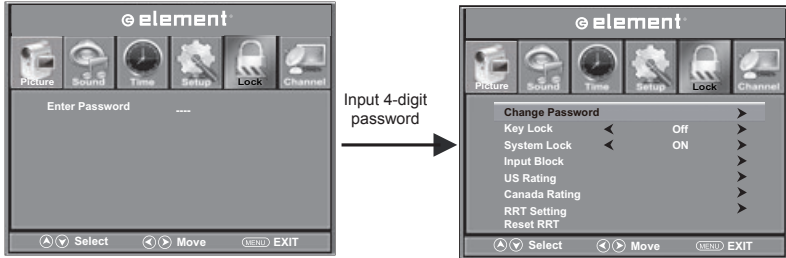 element
Picture Sound Time Setup Lock Channel
Enter Password ----
Select Move MENU EXIT
Input 4-digit
password
element
Picture Sound Time Setup Lock Channel
Change Password
Key Lock Off
System Lock ON
Input Block
US Rating
Canada Rating
RRT Setting
Reset RRT
Select Move MENU EXIT